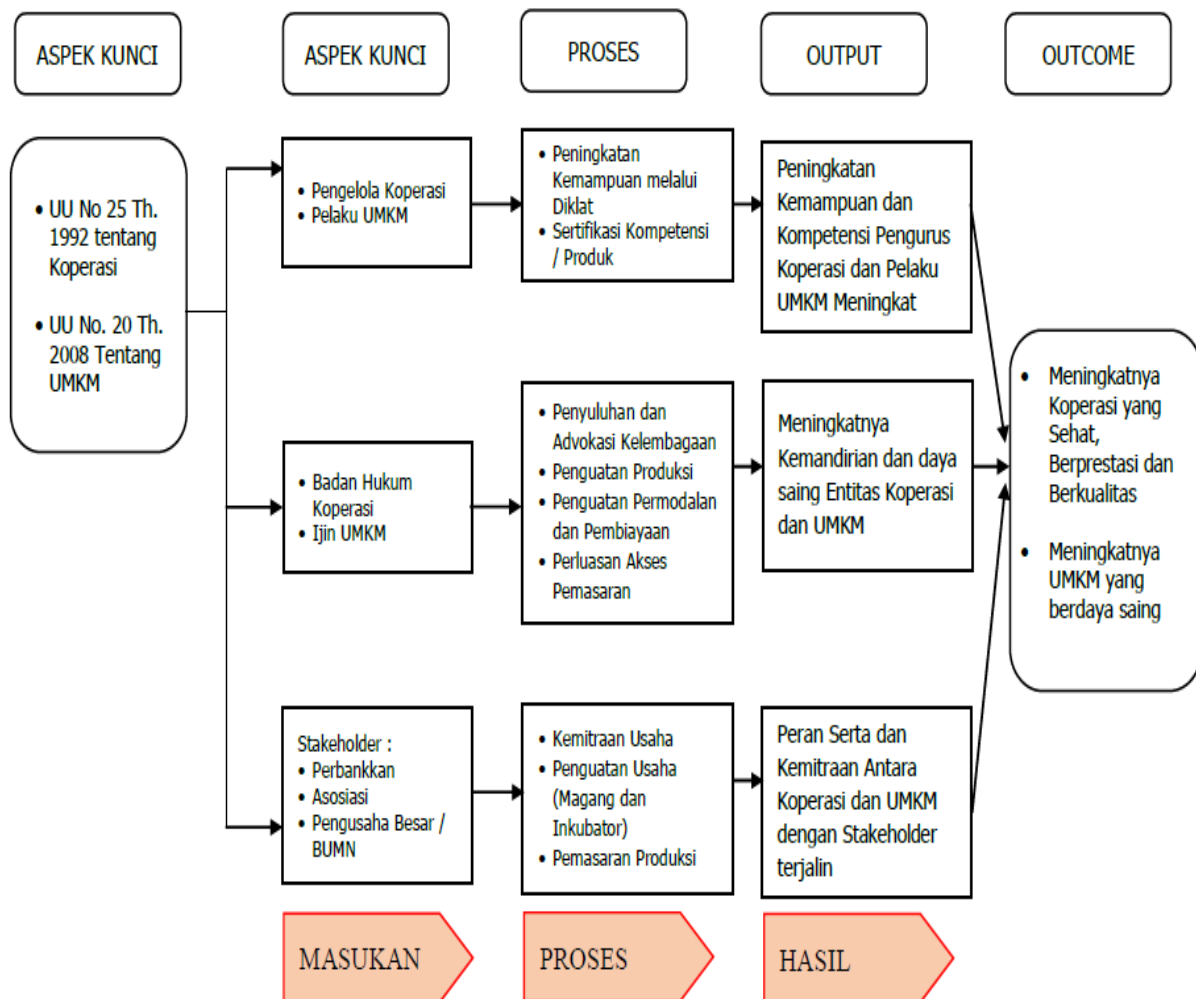 ASPEK KUNCI
ASPEK KUNCI
PROSES
OUTPUT
OUTCOME
• UU No 25 Th.
1992 tentang
Koperasi
• UU No. 20 Th.
2008 Tentang
UMKM
• Pengelola Koperasi
• Pelaku UMKM
• Peningkatan
Kemampuan melalui
Diklat
• Sertifikasi Kompetensi
/ Produk
Peningkatan
Kemampuan dan
Kompetensi Pengurus
Koperasi dan Pelaku
UMKM Meningkat
• Badan Hukum
Koperasi
• Ijin UMKM
• Penyuluhan dan
Advokasi Kelembagaan
• Penguatan Produksi
• Penguatan Permodalan
dan Pembiayaan
• Perluasan Akses
Pemasaran
Meningkatnya
Kemandirian dan daya
saing Entitas Koperasi
dan UMKM
• Meningkatnya
Koperasi yang
Sehat,
Berprestasi dan
Berkualitas
• Meningkatnya
UMKM yang
berdaya saing
Stakeholder :
• Perbankkan
• Asosiasi
• Pengusaha Besar /
BUMN
• Kemitraan Usaha
• Penguatan Usaha
(Magang dan
Inkubator)
• Pemasaran Produksi
Peran Serta dan
Kemitraan Antara
Koperasi dan UMKM
dengan Stakeholder
terjalin
MASUKAN
PROSES
HASIL